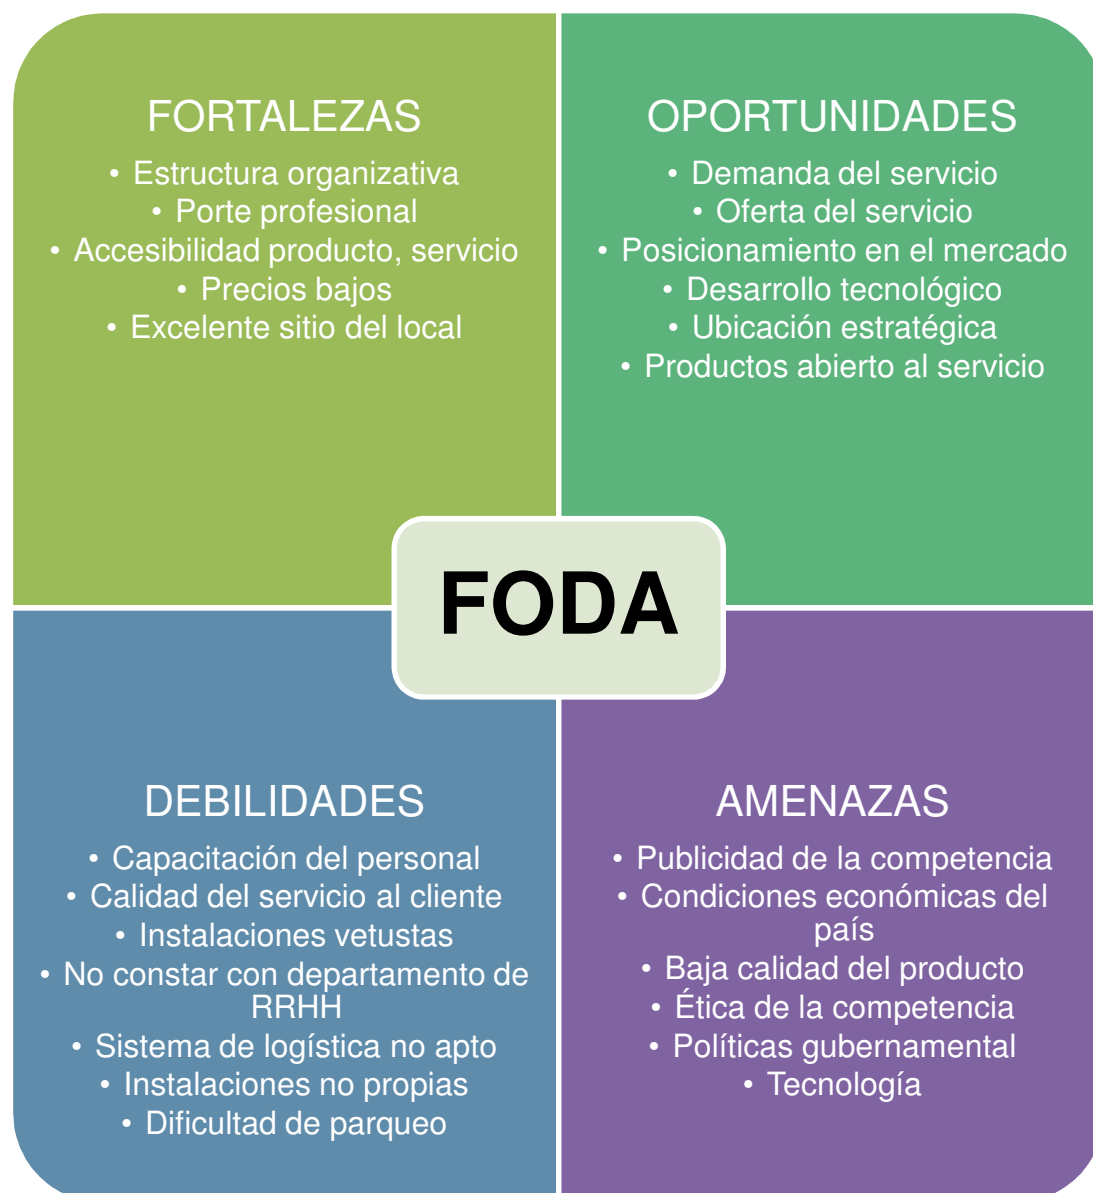 FORTALEZAS
• Estructura organizativa
• Porte profesional
• Accesibilidad producto, servicio
• Precios bajos
• Excelente sitio del local
OPORTUNIDADES
• Demanda del servicio
• Oferta del servicio
• Posicionamiento en el mercado
• Desarrollo tecnológico
• Ubicación estratégica
• Productos abierto al servicio
FODA
DEBILIDADES
• Capacitación del personal
• Calidad del servicio al cliente
• Instalaciones vetustas
• No constar con departamento de
RRHH
• Sistema de logística no apto
• Instalaciones no propias
• Dificultad de parqueo
AMENAZAS
• Publicidad de la competencia
• Condiciones económicas del
país
• Baja calidad del producto
• Ética de la competencia
• Políticas gubernamental
• Tecnología